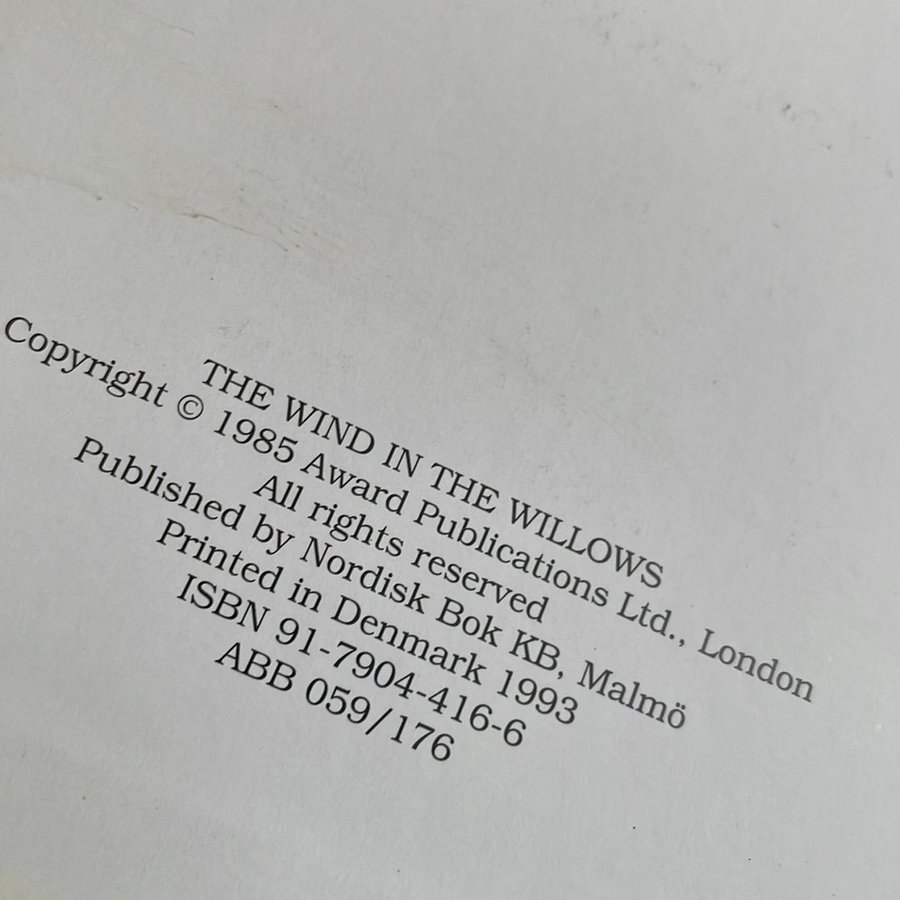 THE WIND IN THE WILLOWS
Copyright © 1985 Award Publications Ltd., London
All rights reserved
Published by Nordisk Bok KB, Malmö
Printed in Denmark 1993
ISBN 91-7904-416-6
ABB 059/176